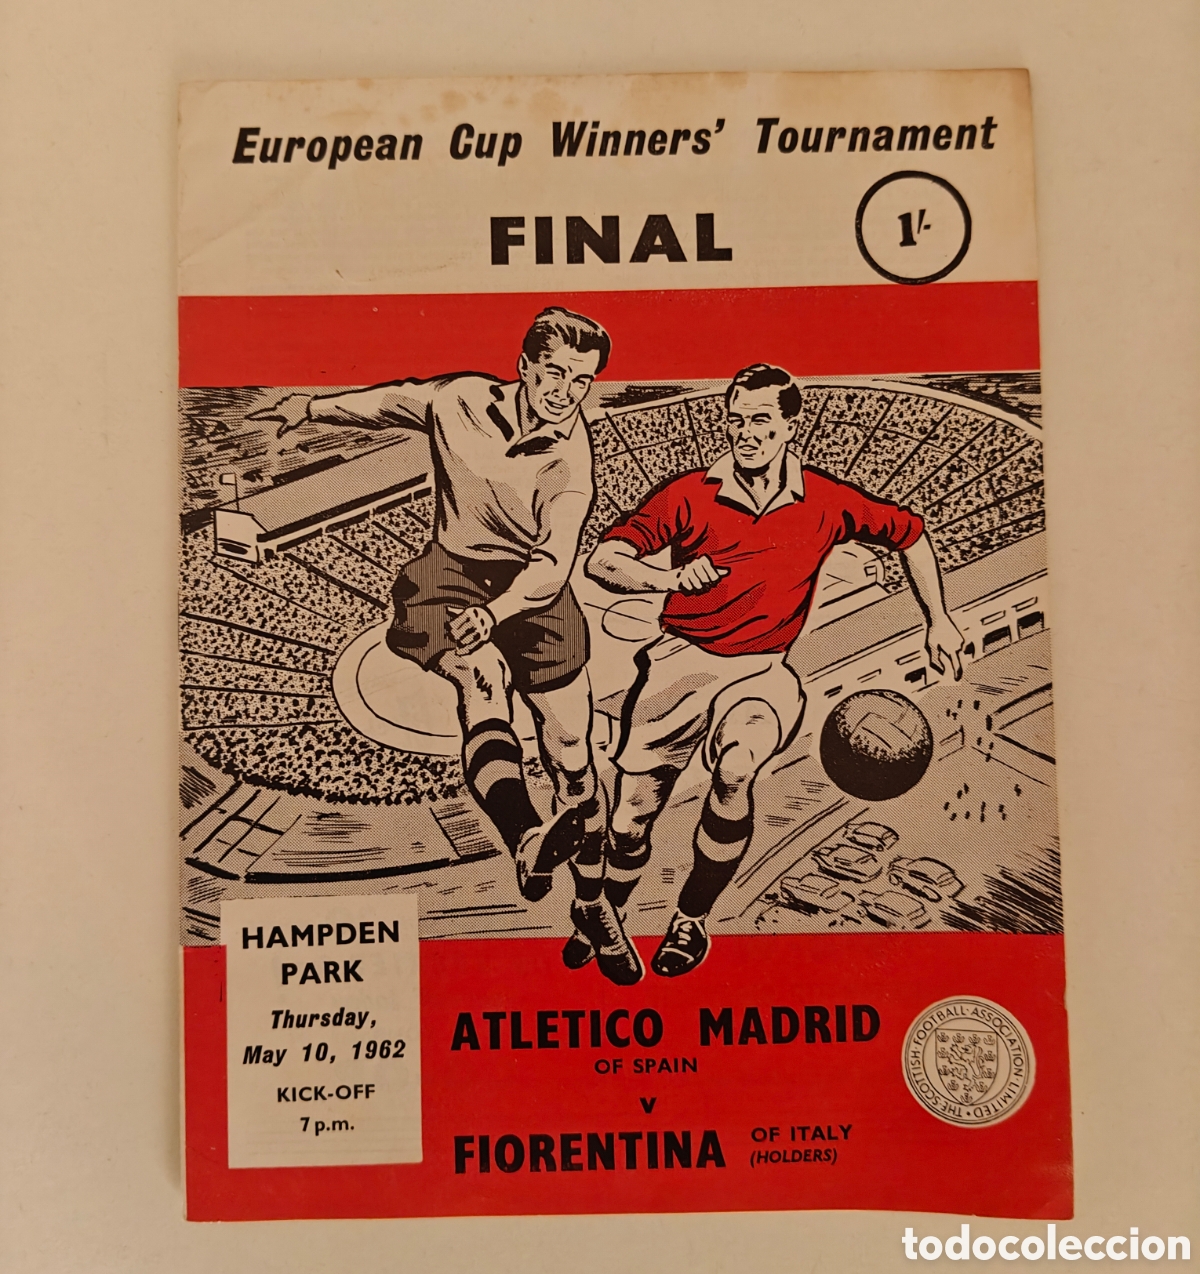 European Cup Winners' Tournament
FINAL
1/-
HAMPDEN
PARK
Thursday,
May 10, 1962
KICK-OFF
7 p.m.
ATLETICO MADRID
OF SPAIN
v
FIORENTINA
OF ITALY
(HOLDERS)
THE SCOTTISH FOOTBALL ASSOCIATION LIMITED
todocoleccion